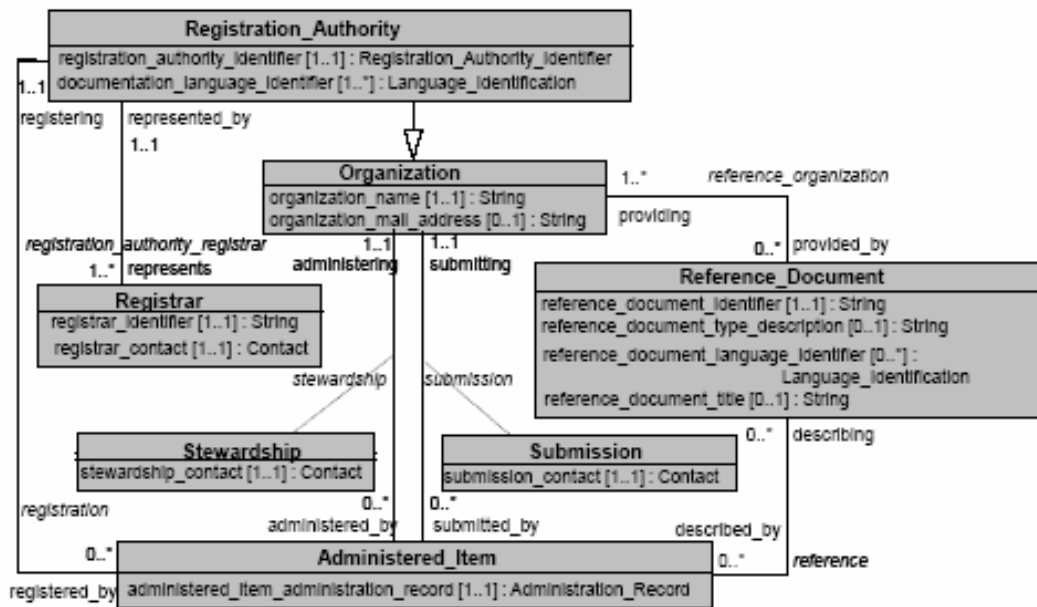 Registration_Authority
registration_authority_identifier [1..1] : Registration_Authority_Identifier
documentation_language_identifier [1..*] : Language_Identification
1..1
registering
represented_by
1..1
Organization
organization_name [1..1] : String
organization_mail_address [0..1] : String
1..*
reference_organization
providing
registration_authority_registrar
1..*
represents
1..1
administering
1..1
submitting
0..*
provided_by
Registrar
registrar_identifier [1..1] : String
registrar_contact [1..1] : Contact
Reference_Document
reference_document_identifier [1..1] : String
reference_document_type_description [0..1] : String
reference_document_language_identifier [0..*] :
Language_Identification
reference_document_title [0..1] : String
stewardship
submission
Stewardship
stewardship_contact [1..1] : Contact
Submission
submission_contact [1..1] : Contact
0..*
describing
registration
0..*
administered_by
0..*
submitted_by
described_by
0..*
registered_by
Administered_Item
administered_item_administration_record [1..1] : Administration_Record
0..*
reference